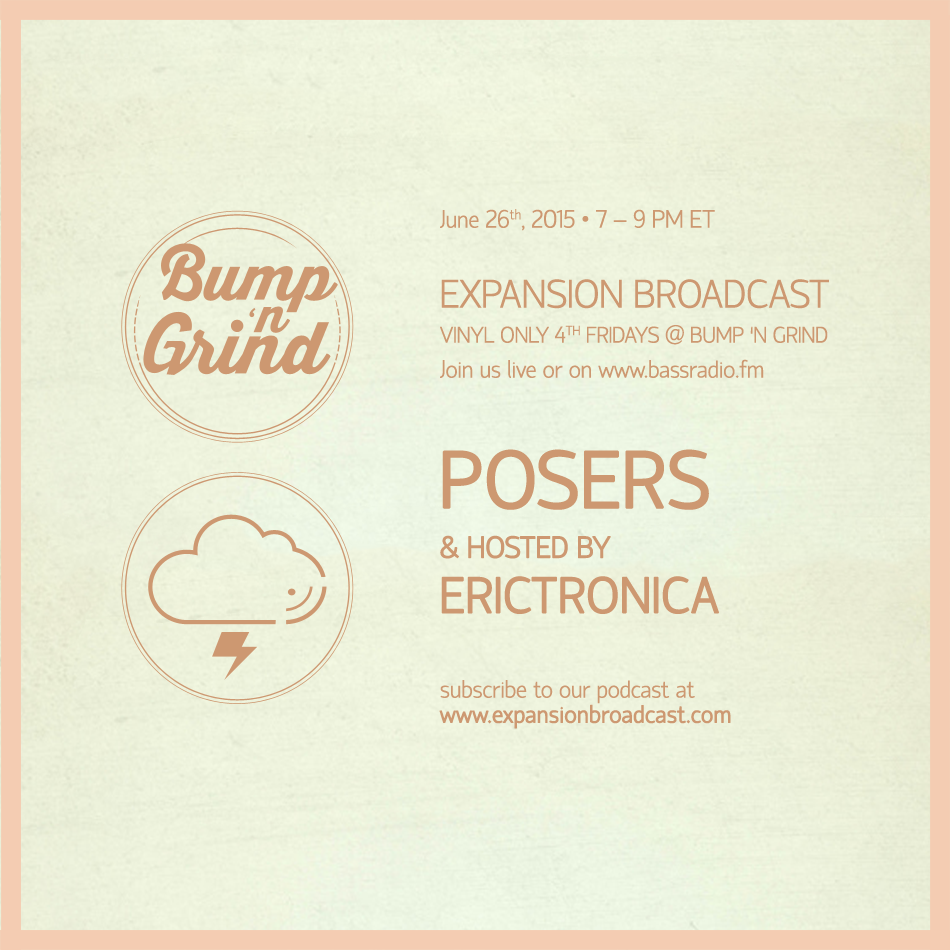 Bump
'n
Grind
June 26th, 2015 • 7 – 9 PM ET
EXPANSION BROADCAST
VINYL ONLY 4TH FRIDAYS @ BUMP 'N GRIND
Join us live or on www.bassradio.fm
POSERS
& HOSTED BY
ERICTRONICA
subscribe to our podcast at
www.expansionbroadcast.com